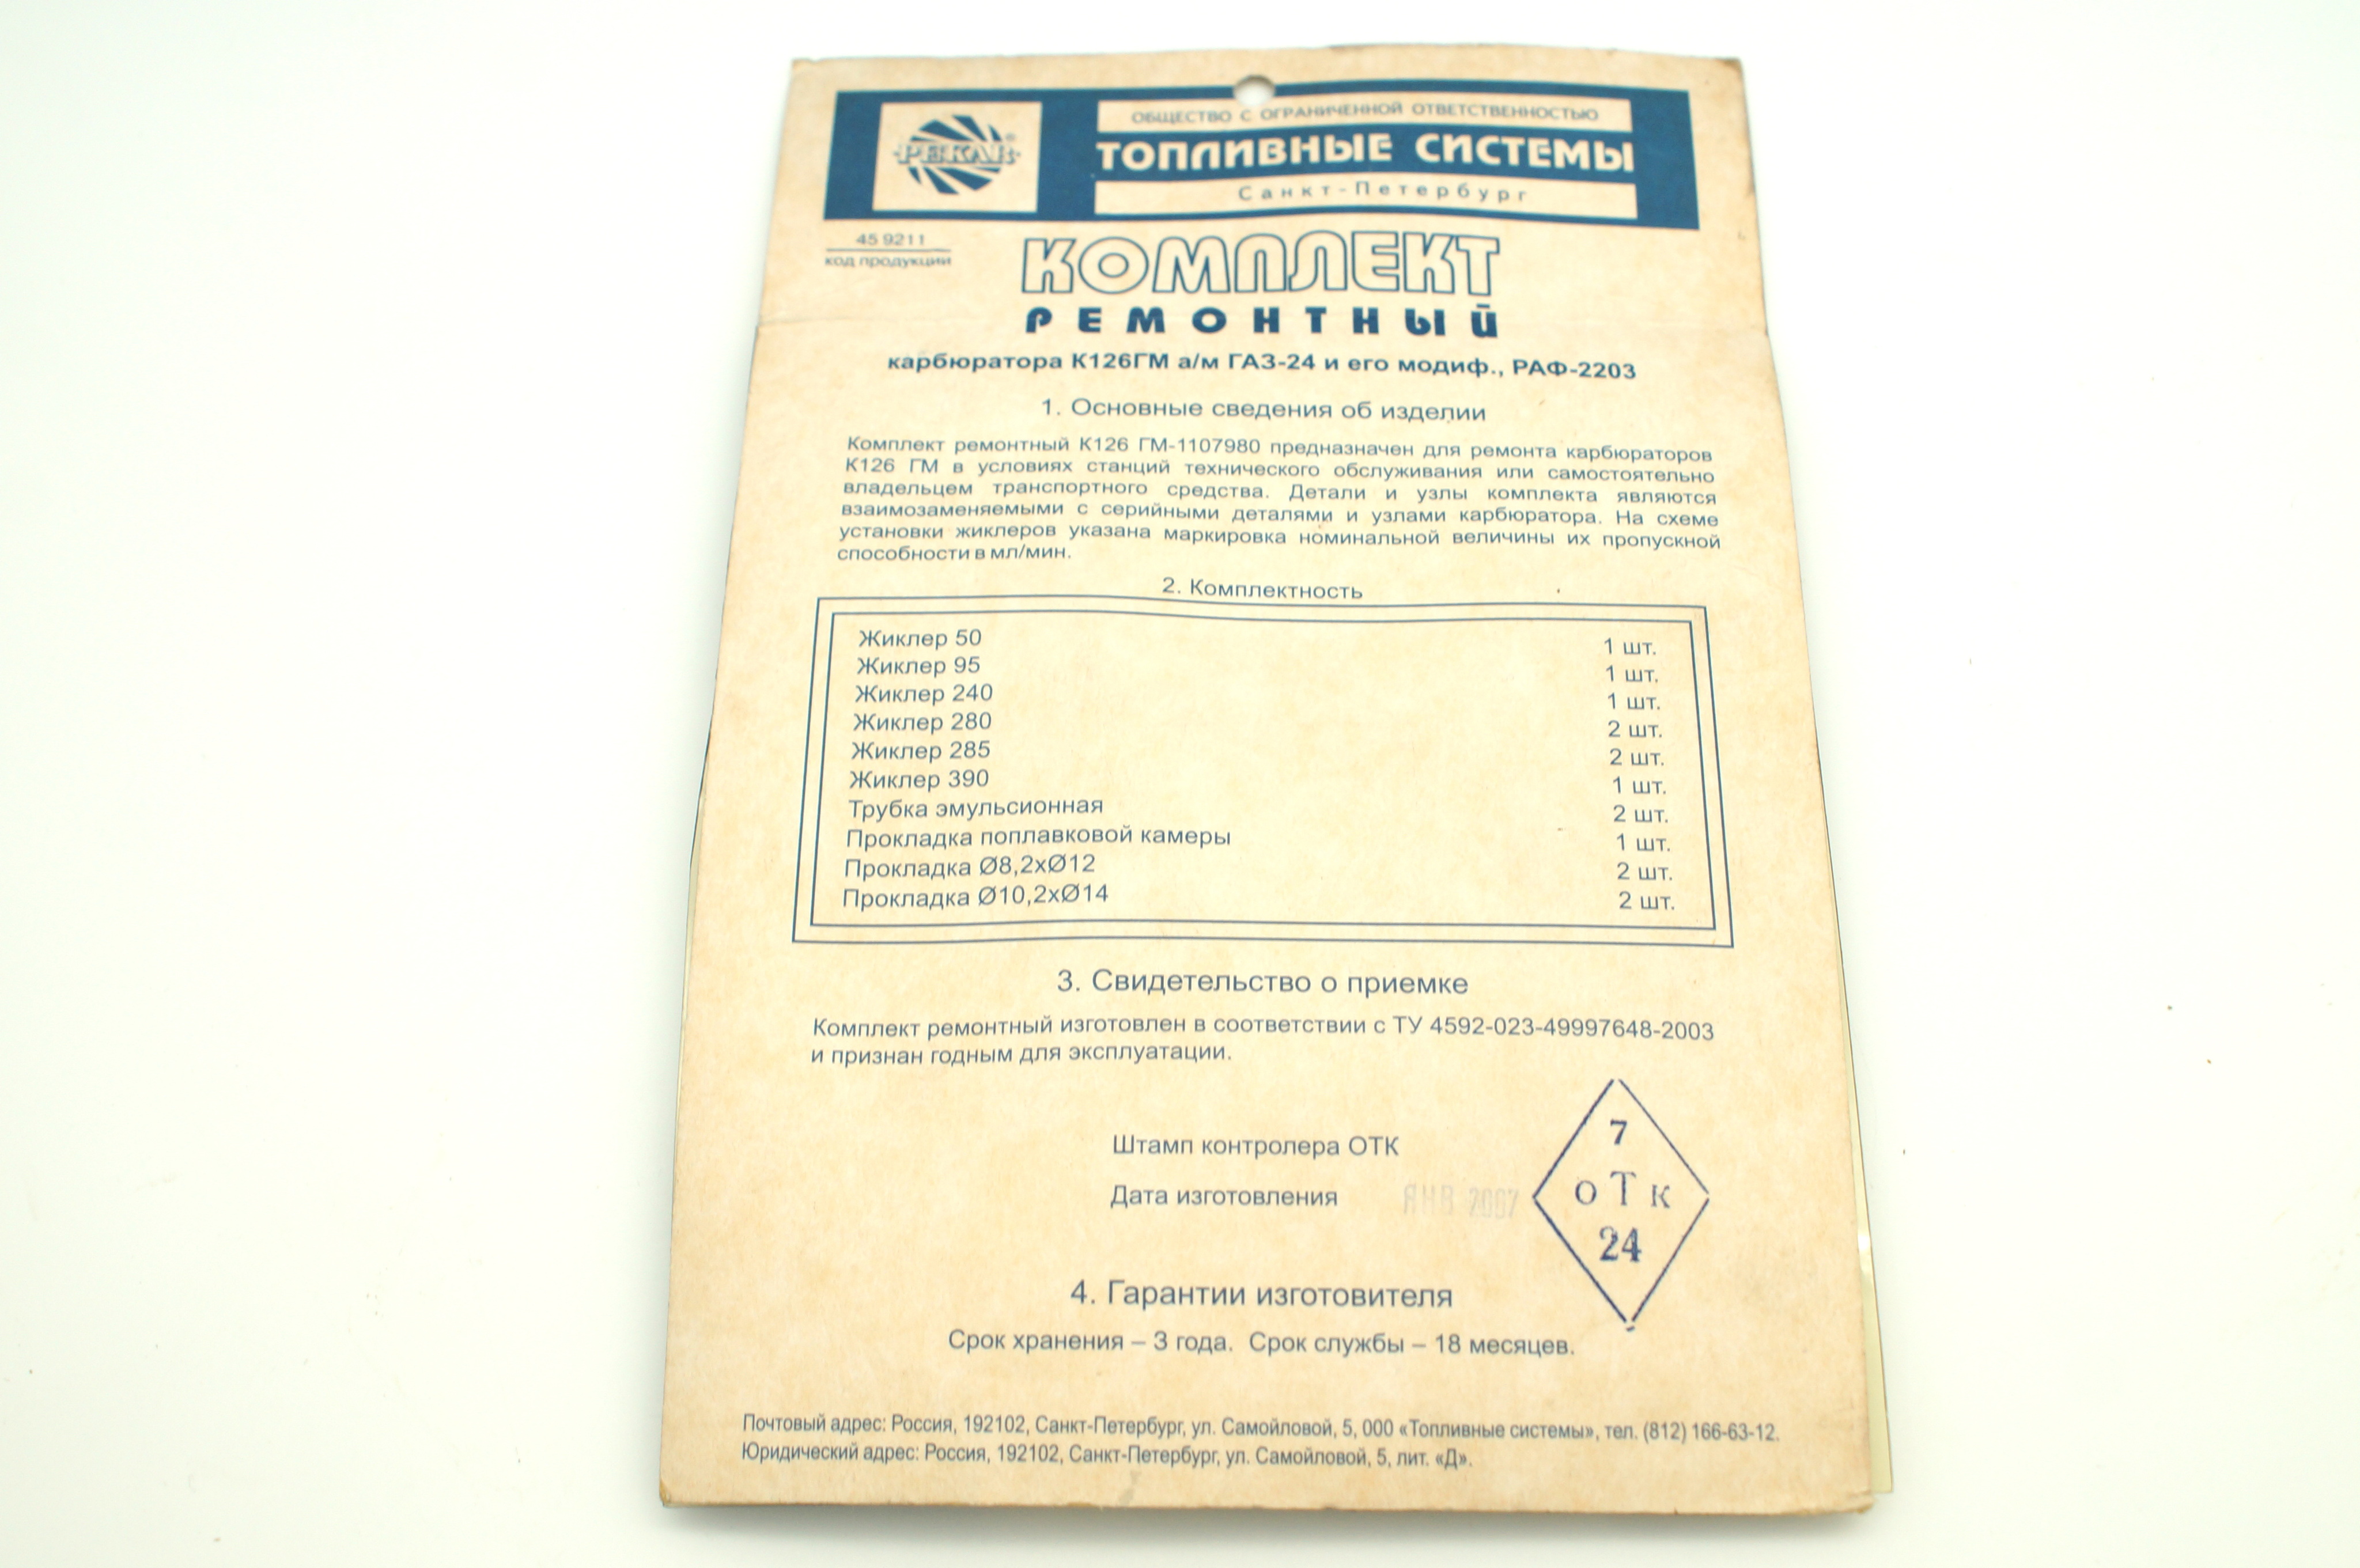 ОБЩЕСТВО С ОГРАНИЧЕННОЙ ОТВЕТСТВЕННОСТЬЮ
РЕКАR®
ТОПЛИВНЫЕ СИСТЕМЫ
Санкт-Петербург
45 9211
код продукции
КОМПЛЕКТ
РЕМОНТНЫЙ
карбюратора К126ГМ а/м ГАЗ-24 и его модиф., РАФ-2203
1. Основные сведения об изделии
Комплект ремонтный К126 ГМ-1107980 предназначен для ремонта карбюраторов
К126 ГМ в условиях станций технического обслуживания или самостоятельно
владельцем транспортного средства. Детали и узлы комплекта являются
взаимозаменяемыми с серийными деталями и узлами карбюратора. На схеме
установки жиклеров указана маркировка номинальной величины их пропускной
способности в мл/мин.
2. Комплектность
Жиклер 50 1 шт.
Жиклер 95 1 шт.
Жиклер 240 1 шт.
Жиклер 280 2 шт.
Жиклер 285 2 шт.
Жиклер 390 1 шт.
Трубка эмульсионная 2 шт.
Прокладка поплавковой камеры 1 шт.
Прокладка Ø8,2xØ12 2 шт.
Прокладка Ø10,2xØ14 2 шт.
3. Свидетельство о приемке
Комплект ремонтный изготовлен в соответствии с ТУ 4592-023-49997648-2003
и признан годным для эксплуатации.
7
Штамп контролера ОТК
оТк
Дата изготовления ЯНВ 2007
24
4. Гарантии изготовителя
Срок хранения – 3 года. Срок службы – 18 месяцев.
Почтовый адрес: Россия, 192102, Санкт-Петербург, ул. Самойловой, 5, 000 «Топливные системы», тел. (812) 166-63-12.
Юридический адрес: Россия, 192102, Санкт-Петербург, ул. Самойловой, 5, лит. «Д».